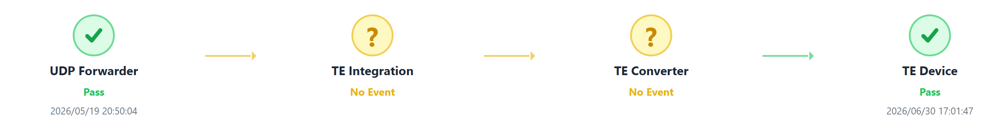 UDP Forwarder
Pass
2026/05/19 20:50:04
?
TE Integration
No Event
?
TE Converter
No Event
TE Device
Pass
2026/06/30 17:01:47